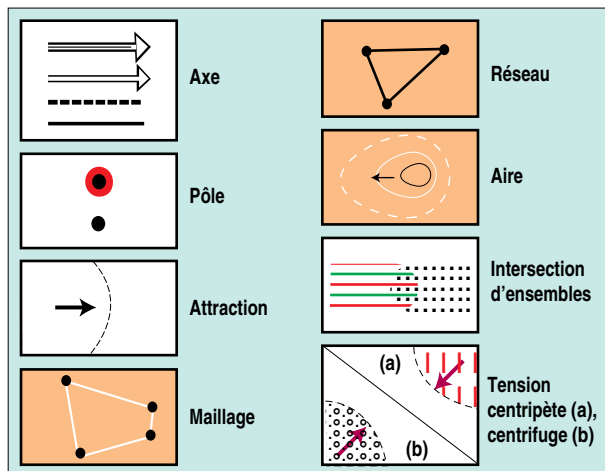 Axe
Pôle
Attraction
Maillage
Réseau
Aire
Intersection
d'ensembles
(a)
(b)
Tension
centripète (a),
centrifuge (b)